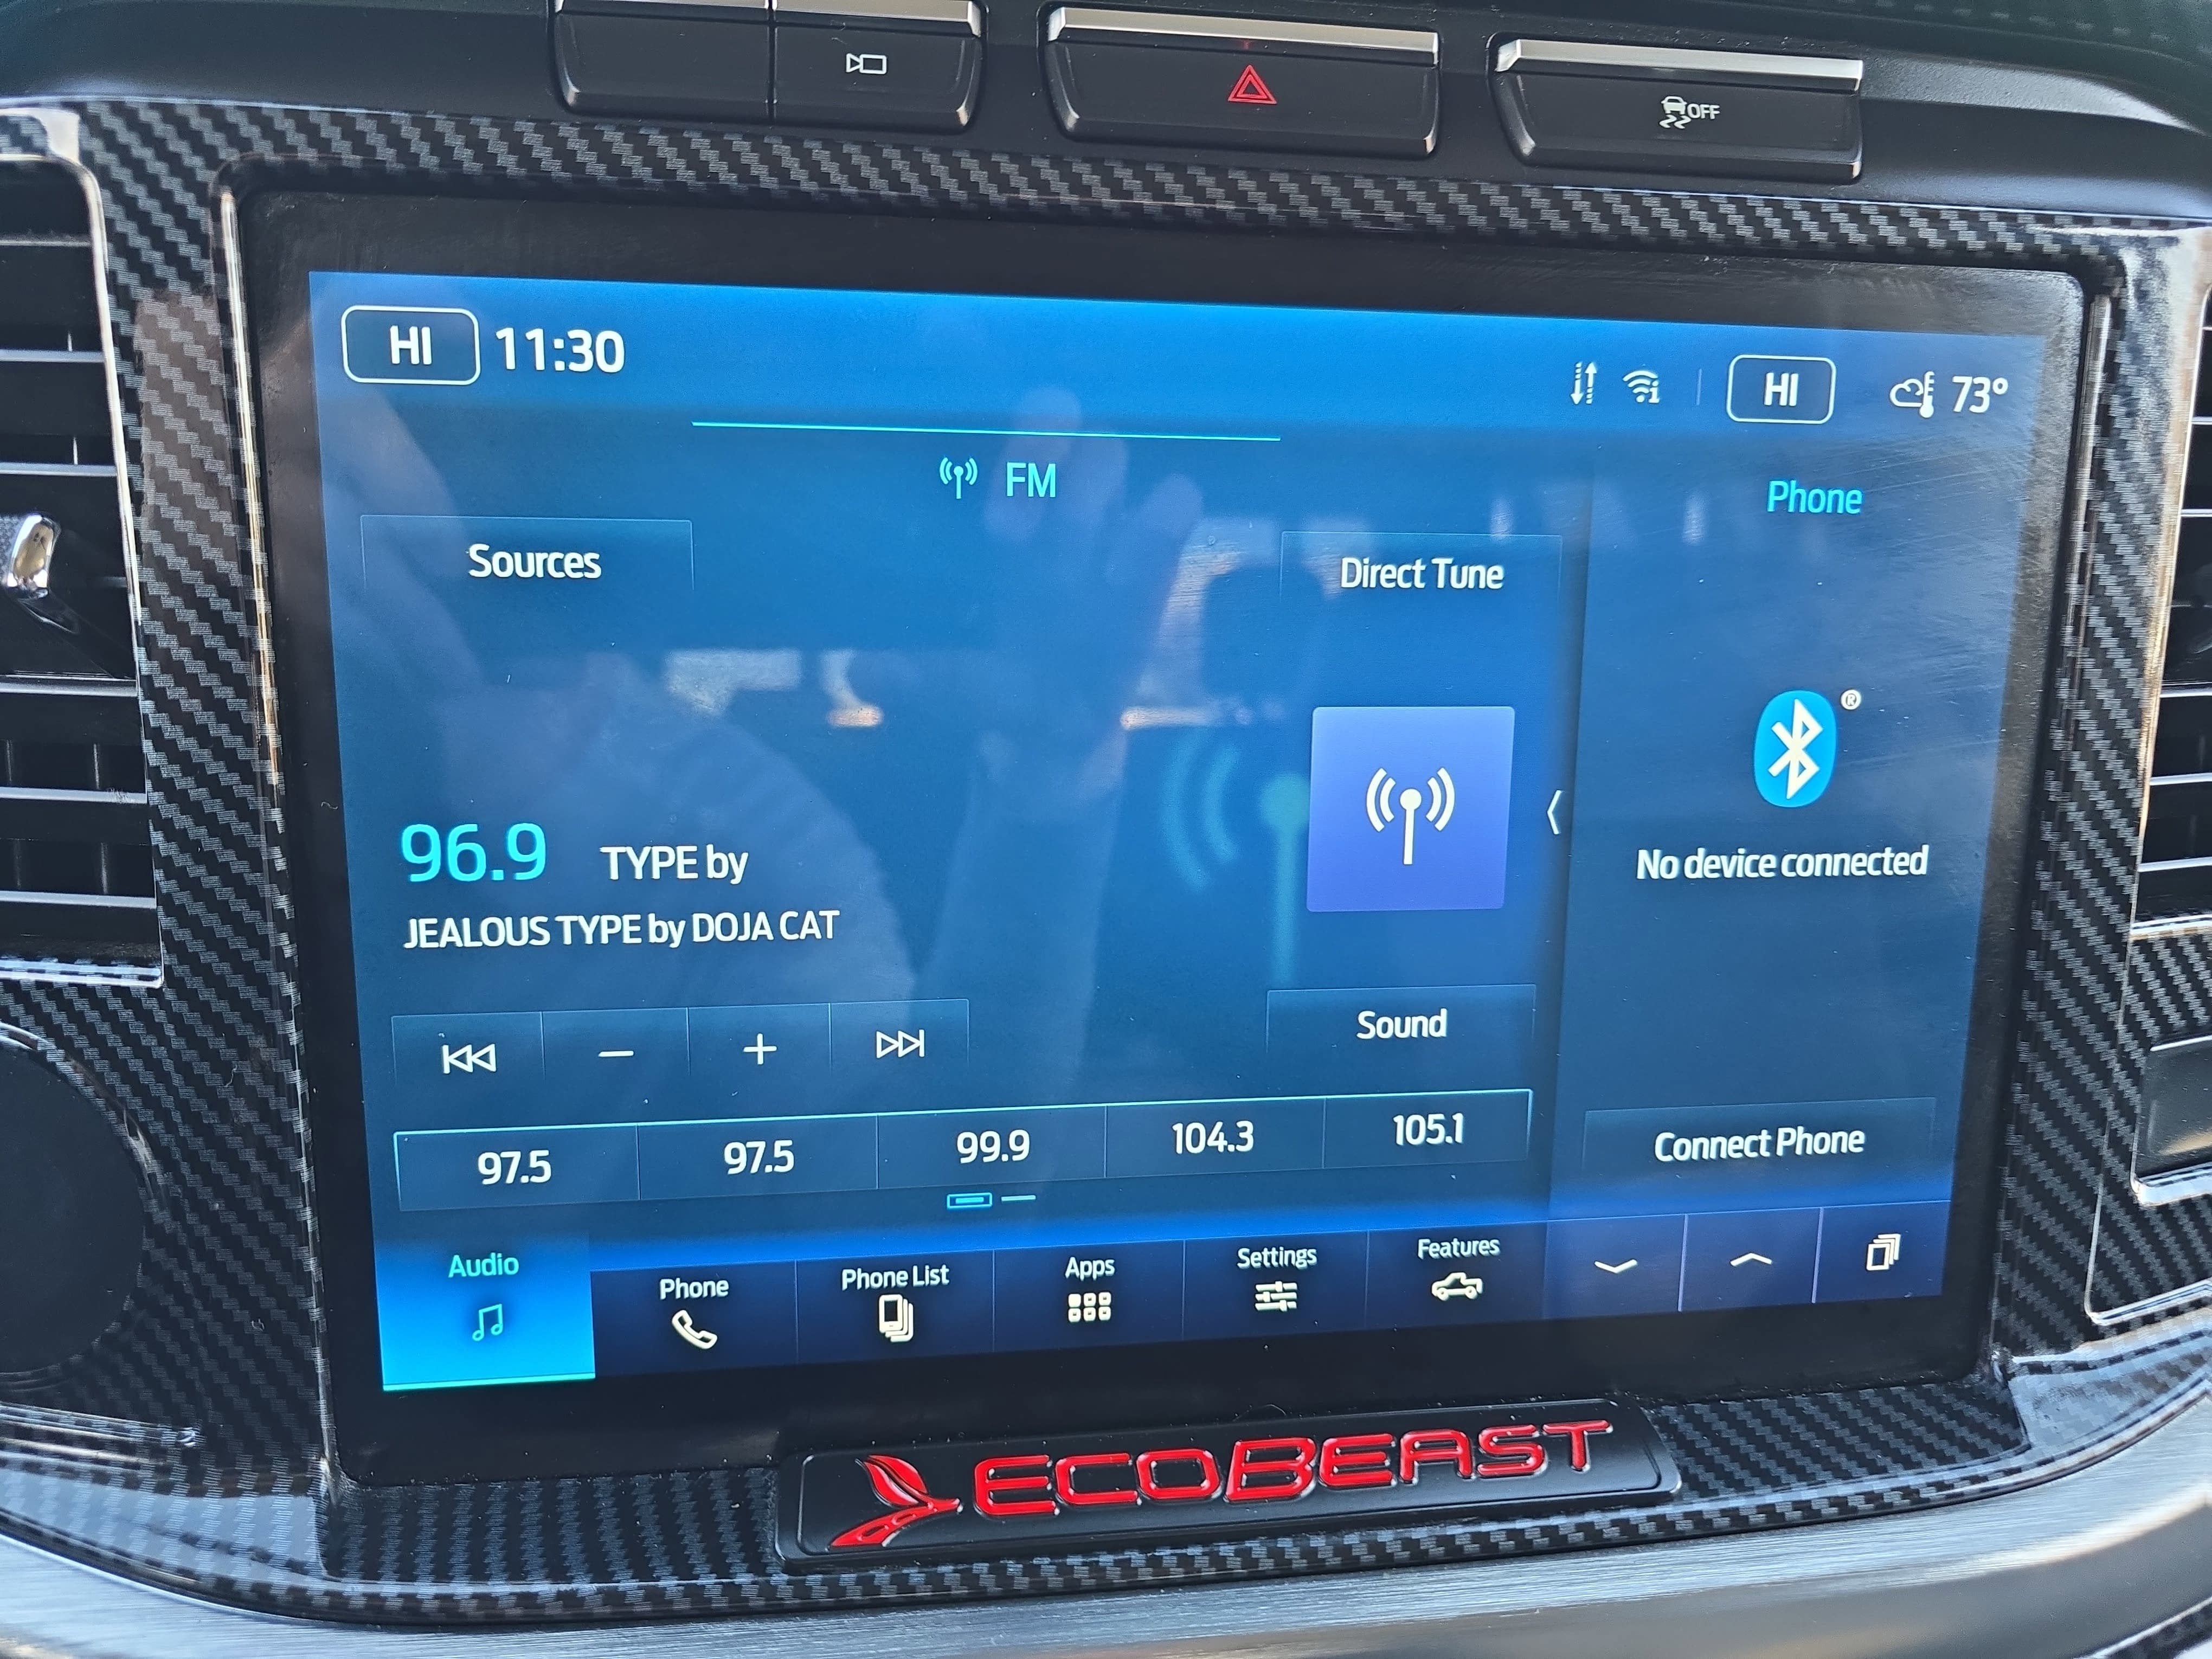 OFF
HI 11:30
HI 73°
FM
Phone
Sources
Direct Tune
96.9 TYPE by
JEALOUS TYPE by DOJA CAT
®
No device connected
Sound
97.5 97.5 99.9 104.3 105.1
Connect Phone
Audio Phone Phone List Apps Settings Features
ECOBEAST